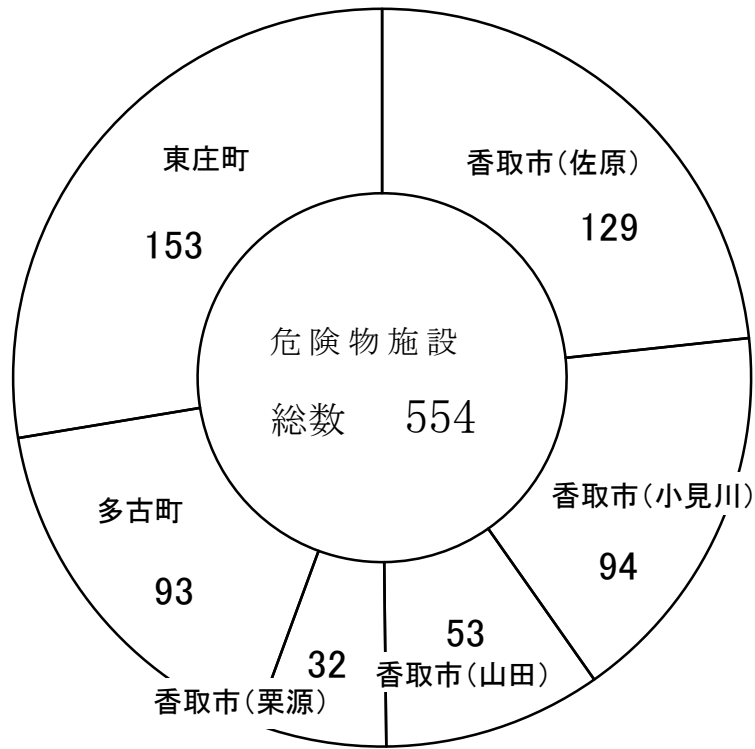 東庄町
153
香取市(佐原)
129
危険物施設
総数 554
香取市(小見川)
94
多古町
93
53
香取市(山田)
32
香取市(栗源)